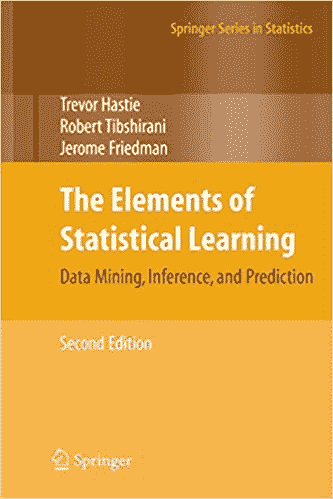 Springer Series in Statistics
Trevor Hastie
Robert Tibshirani
Jerome Friedman
The Elements of
Statistical Learning
Data Mining, Inference, and Prediction
Second Edition
Springer